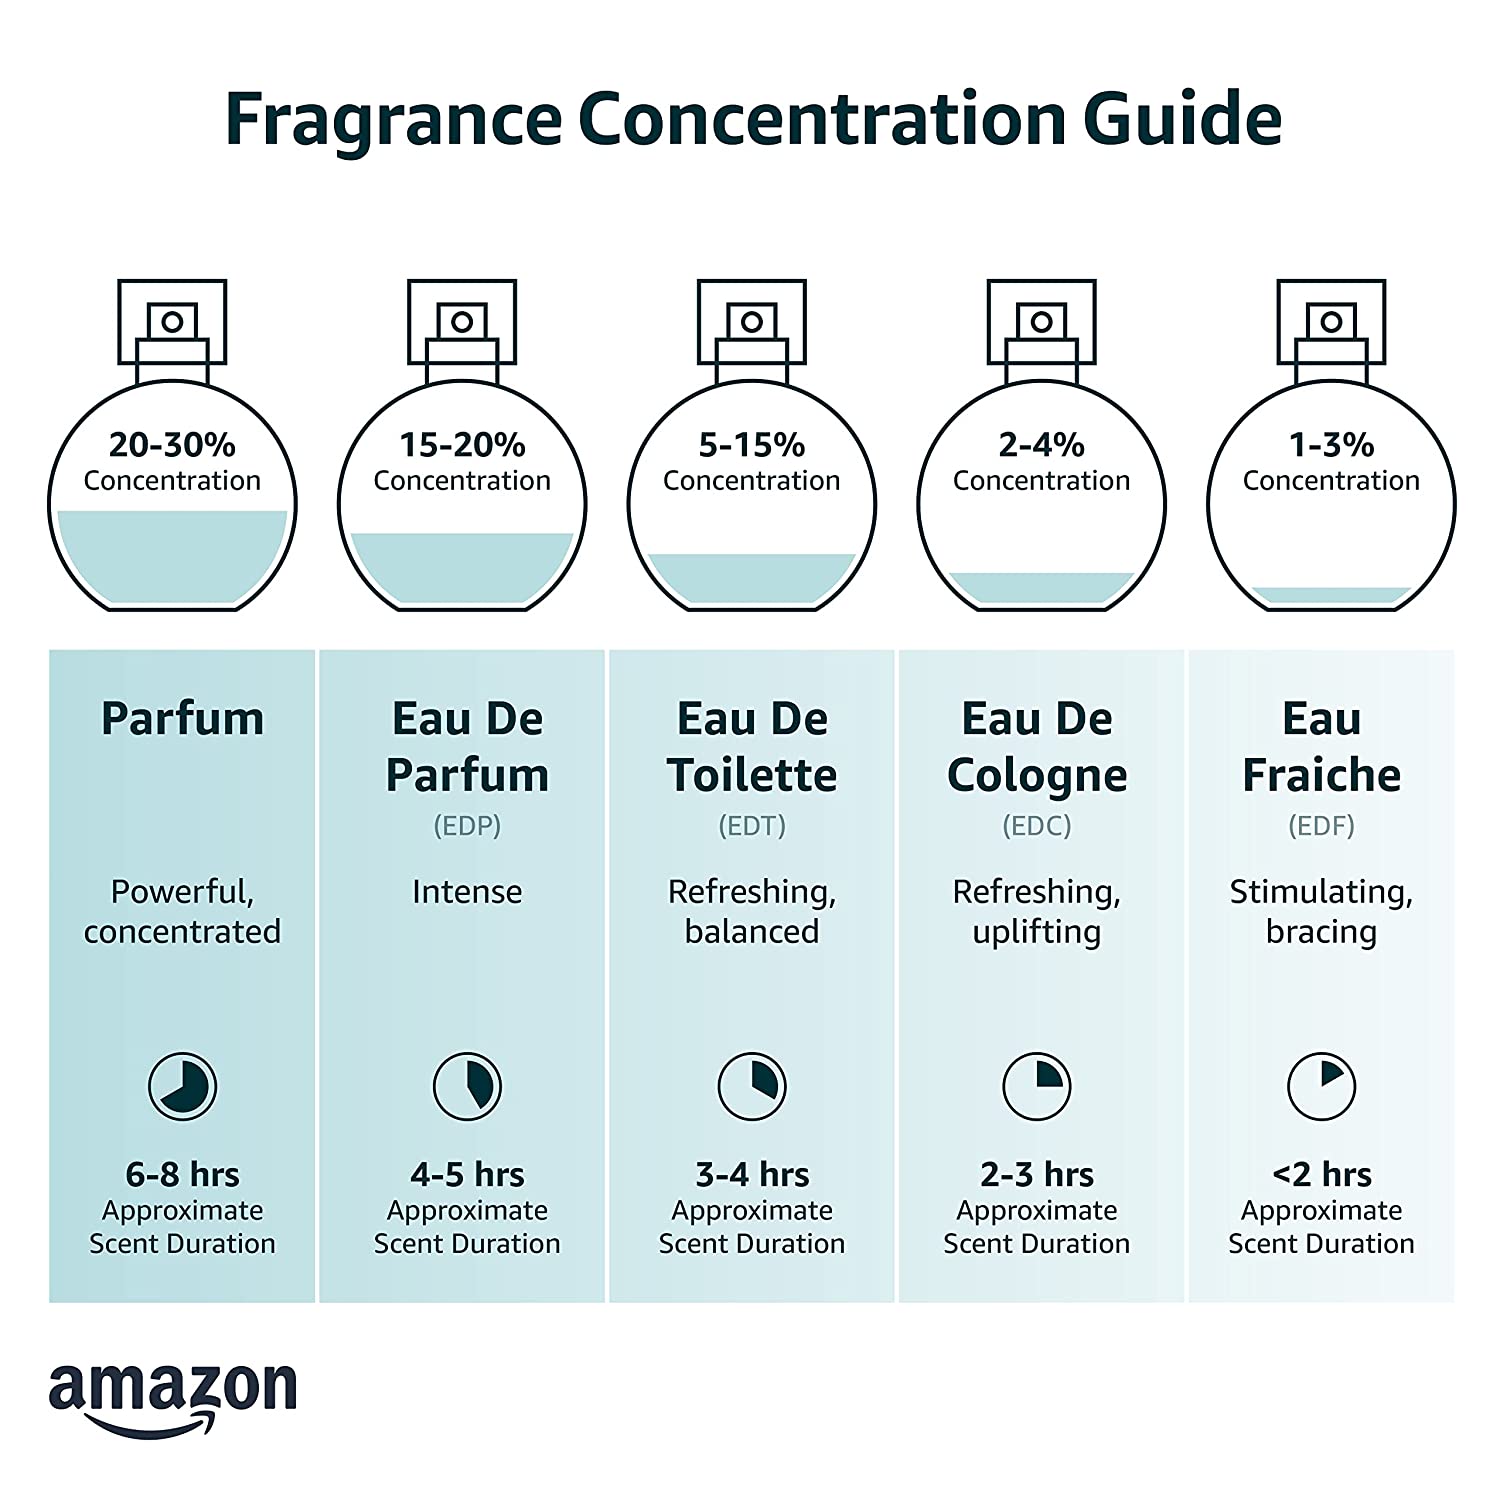 Fragrance Concentration Guide
20-30%
Concentration
15-20%
Concentration
5-15%
Concentration
2-4%
Concentration
1-3%
Concentration
Parfum
Powerful,
concentrated
6-8 hrs
Approximate
Scent Duration
Eau De
Parfum
(EDP)
Intense
4-5 hrs
Approximate
Scent Duration
Eau De
Toilette
(EDT)
Refreshing,
balanced
3-4 hrs
Approximate
Scent Duration
Eau De
Cologne
(EDC)
Refreshing,
uplifting
2-3 hrs
Approximate
Scent Duration
Eau
Fraiche
(EDF)
Stimulating,
bracing
<2 hrs
Approximate
Scent Duration
amazon